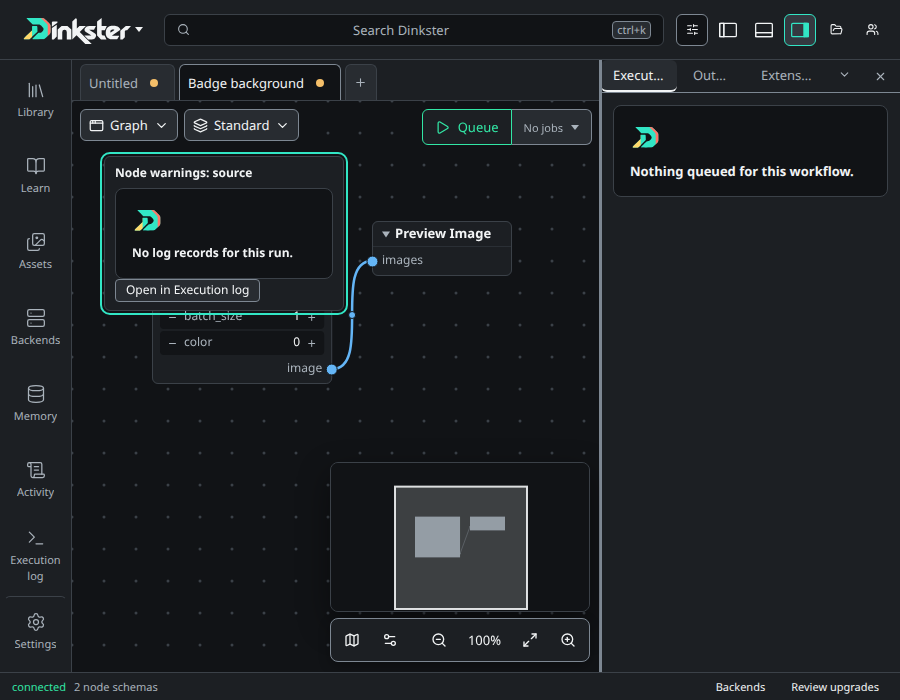 Dinkster
Search Dinkster
ctrl+k
Library
Learn
Assets
Backends
Memory
Activity
Execution
log
Settings
Untitled
Badge background
+
Graph
Standard
Queue
No jobs
Node warnings: source
No log records for this run.
Open in Execution log
batch_size
1
color
0
image
Preview Image
images
100%
Execut...
Out...
Extens...
Nothing queued for this workflow.
connected
2 node schemas
Backends
Review upgrades